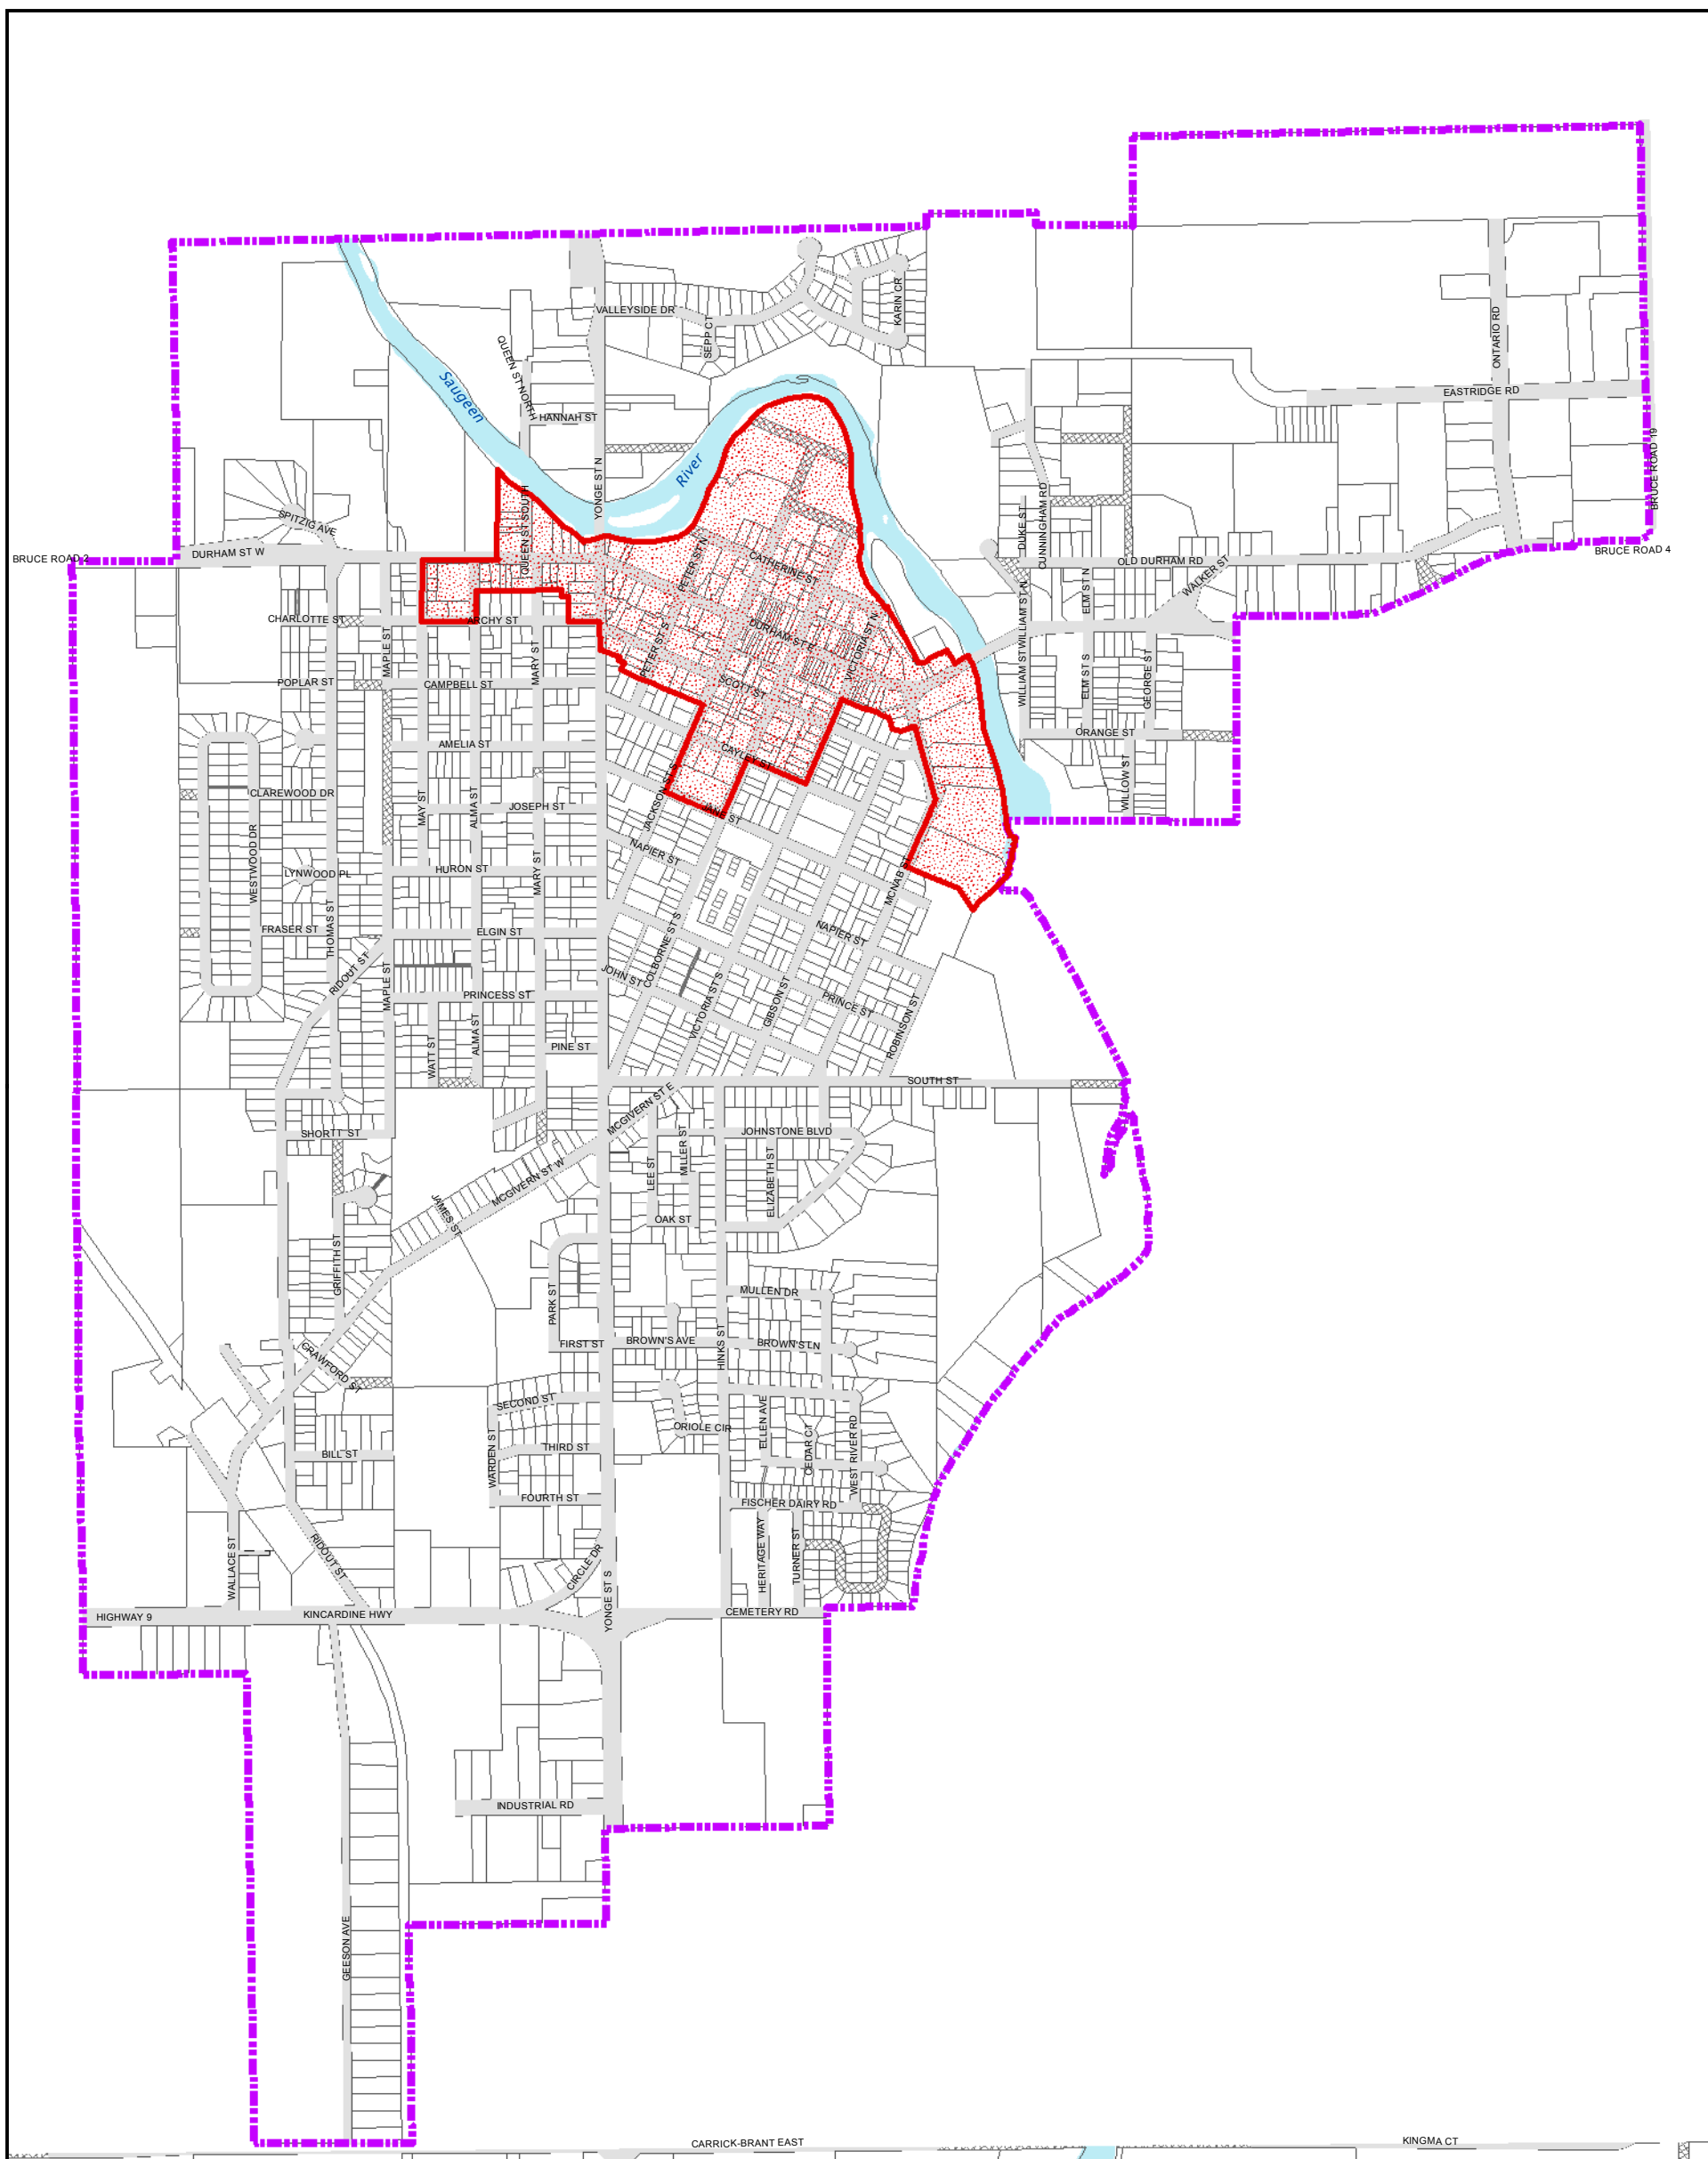 VALLEYSIDE DR
SEPP CT
KARIN CR
ONTARIO RD
QUEEN ST NORTH
Saugeen
EASTRIDGE RD
HANNAH ST
YONGE ST N
River
BRUCE ROAD 19
SPITZIG AVE
QUEEN ST SOUTH
DUKE ST
CUNNINGHAM RD
BRUCE ROAD 2
DURHAM ST W
PETER ST N
CATHERINE ST
OLD DURHAM RD
BRUCE ROAD 4
WALKER ST
ELM ST N
WILLIAM ST N
CHARLOTTE ST
ARCHY ST
DURHAM ST E
VICTORIA ST N
MAPLE ST
MARY ST
PETER ST S
WILLIAM ST
ELM ST S
GEORGE ST
POPLAR ST
CAMPBELL ST
SCOTT ST
ORANGE ST
AMELIA ST
CAYLEY ST
WILLOW ST
CLAREWOOD DR
MAY ST
ALMA ST
JOSEPH ST
JACKSON ST S
JANE ST
WESTWOOD DR
LYNWOOD PL
HURON ST
MARY ST
NAPIER ST
MCNAB ST
FRASER ST
THOMAS ST
ELGIN ST
COLBORNE ST S
NAPIER ST
RIDOUT ST
MAPLE ST
PRINCESS ST
JOHN ST
VICTORIA ST S
GIBSON ST
PRINCE ST
ROBINSON ST
WATT ST
ALMA ST
PINE ST
SOUTH ST
MCGIVERN ST E
SHORTT ST
JOHNSTONE BLVD
LEE ST
MILLER ST
ELIZABETH ST
MCGIVERN ST W
JAMES ST
OAK ST
GRIFFITH ST
PARK ST
MULLEN DR
FIRST ST
BROWN'S AVE
HINKS ST
BROWN'S LN
CRAWFORD ST
SECOND ST
ORIOLE CIR
ELLEN AVE
CEDAR CT
WEST RIVER RD
BILL ST
WARDEN ST
THIRD ST
FOURTH ST
FISCHER DAIRY RD
WALLACE ST
RIDOUT ST
CIRCLE DR
HERITAGE WAY
TURNER ST
HIGHWAY 9
KINCARDINE HWY
YONGE ST S
CEMETERY RD
INDUSTRIAL RD
GEESON AVE
CARRICK-BRANT EAST
KINGMA CT